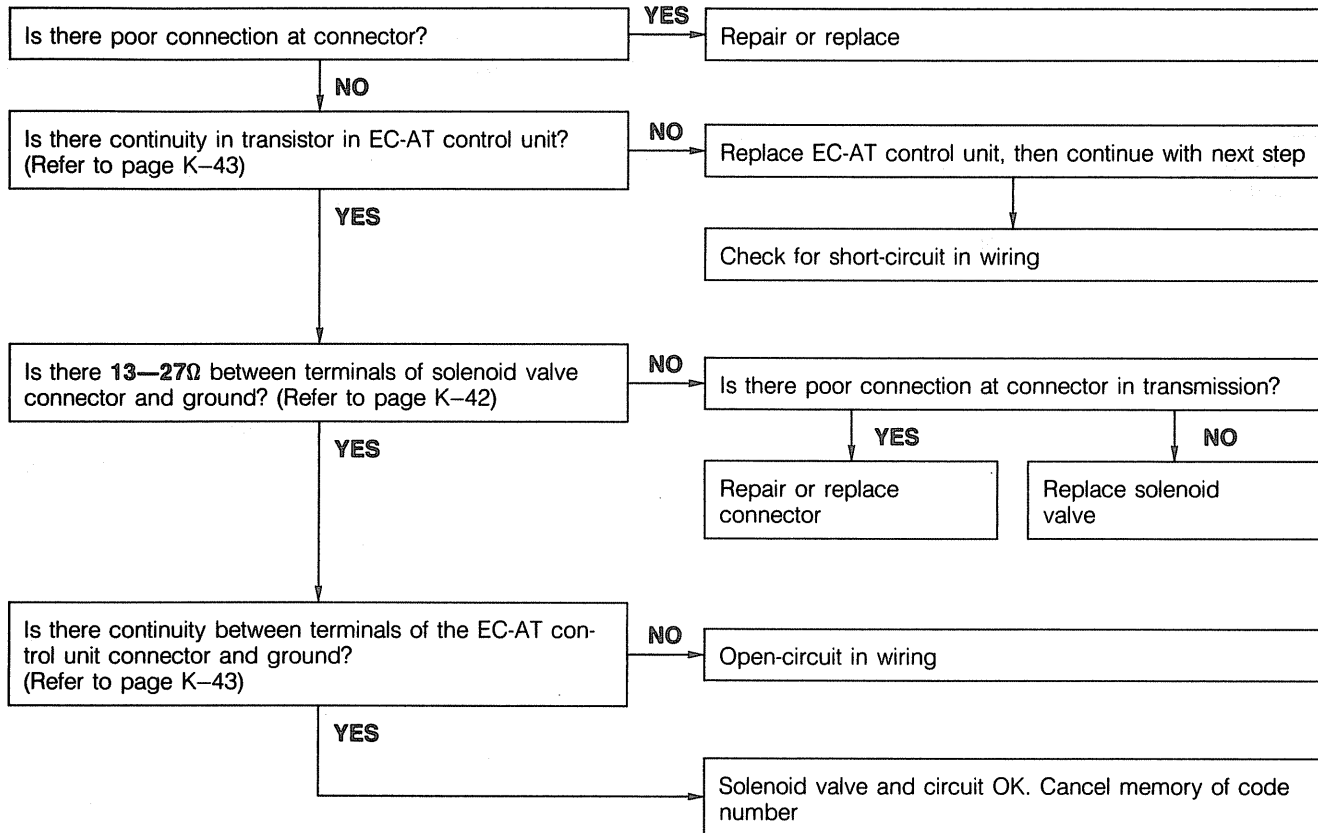 Is there poor connection at connector?
YES
Repair or replace
NO
Is there continuity in transistor in EC-AT control unit?
(Refer to page K–43)
NO
Replace EC-AT control unit, then continue with next step
YES
Check for short-circuit in wiring
Is there 13—27Ω between terminals of solenoid valve
connector and ground? (Refer to page K–42)
NO
Is there poor connection at connector in transmission?
YES
YES
NO
Repair or replace
connector
Replace solenoid
valve
Is there continuity between terminals of the EC-AT con-
trol unit connector and ground?
(Refer to page K–43)
NO
Open-circuit in wiring
YES
Solenoid valve and circuit OK. Cancel memory of code
number